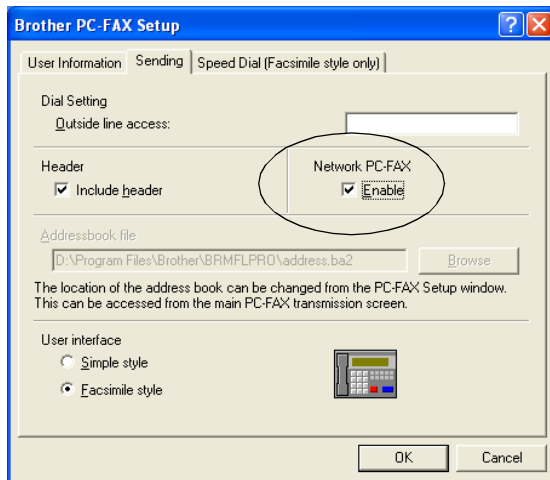 Brother PC-FAX Setup
User Information Sending Speed Dial (Facsimile style only)
Dial Setting
Outside line access:
Header Network PC-FAX
Include header Enable
Addressbook file
D:\Program Files\Brother\BRMFLPRO\address.ba2 Browse
The location of the address book can be changed from the PC-FAX Setup window.
This can be accessed from the main PC-FAX transmission screen.
User interface
Simple style
Facsimile style
OK Cancel